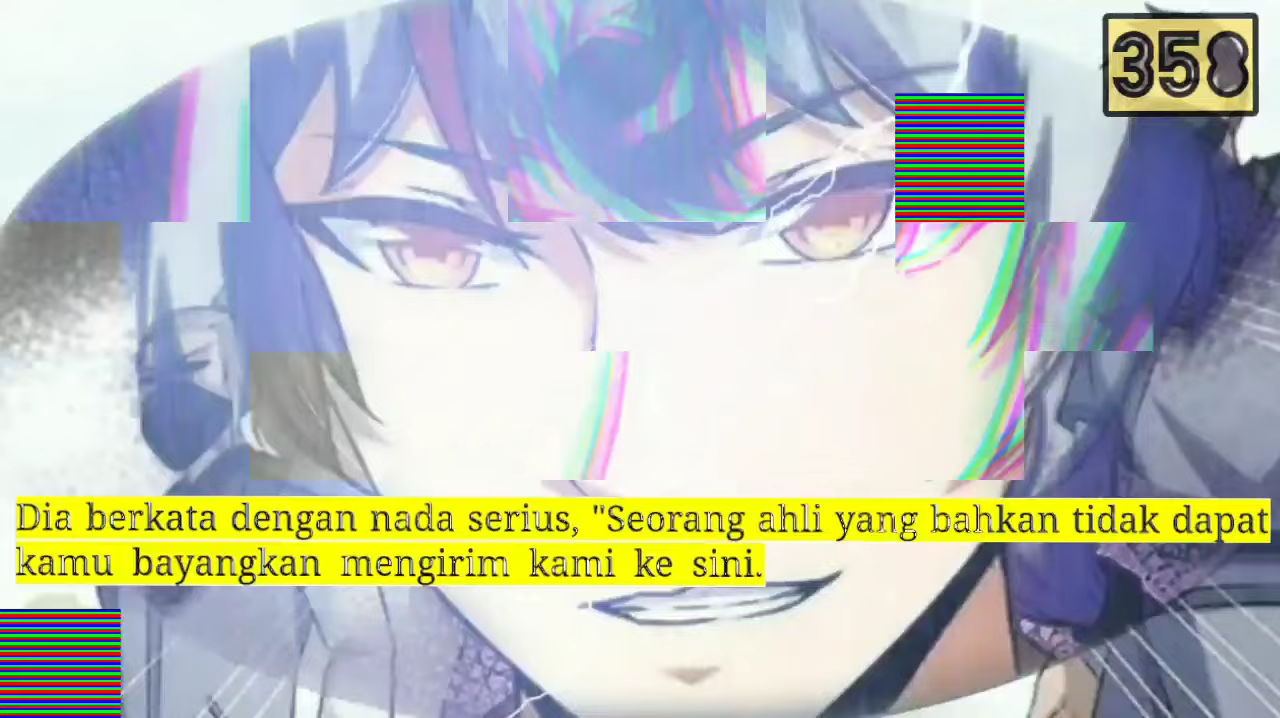 358
Dia berkata dengan nada serius, "Seorang ahli yang bahkan tidak dapat
kamu bayangkan mengirim kami ke sini.